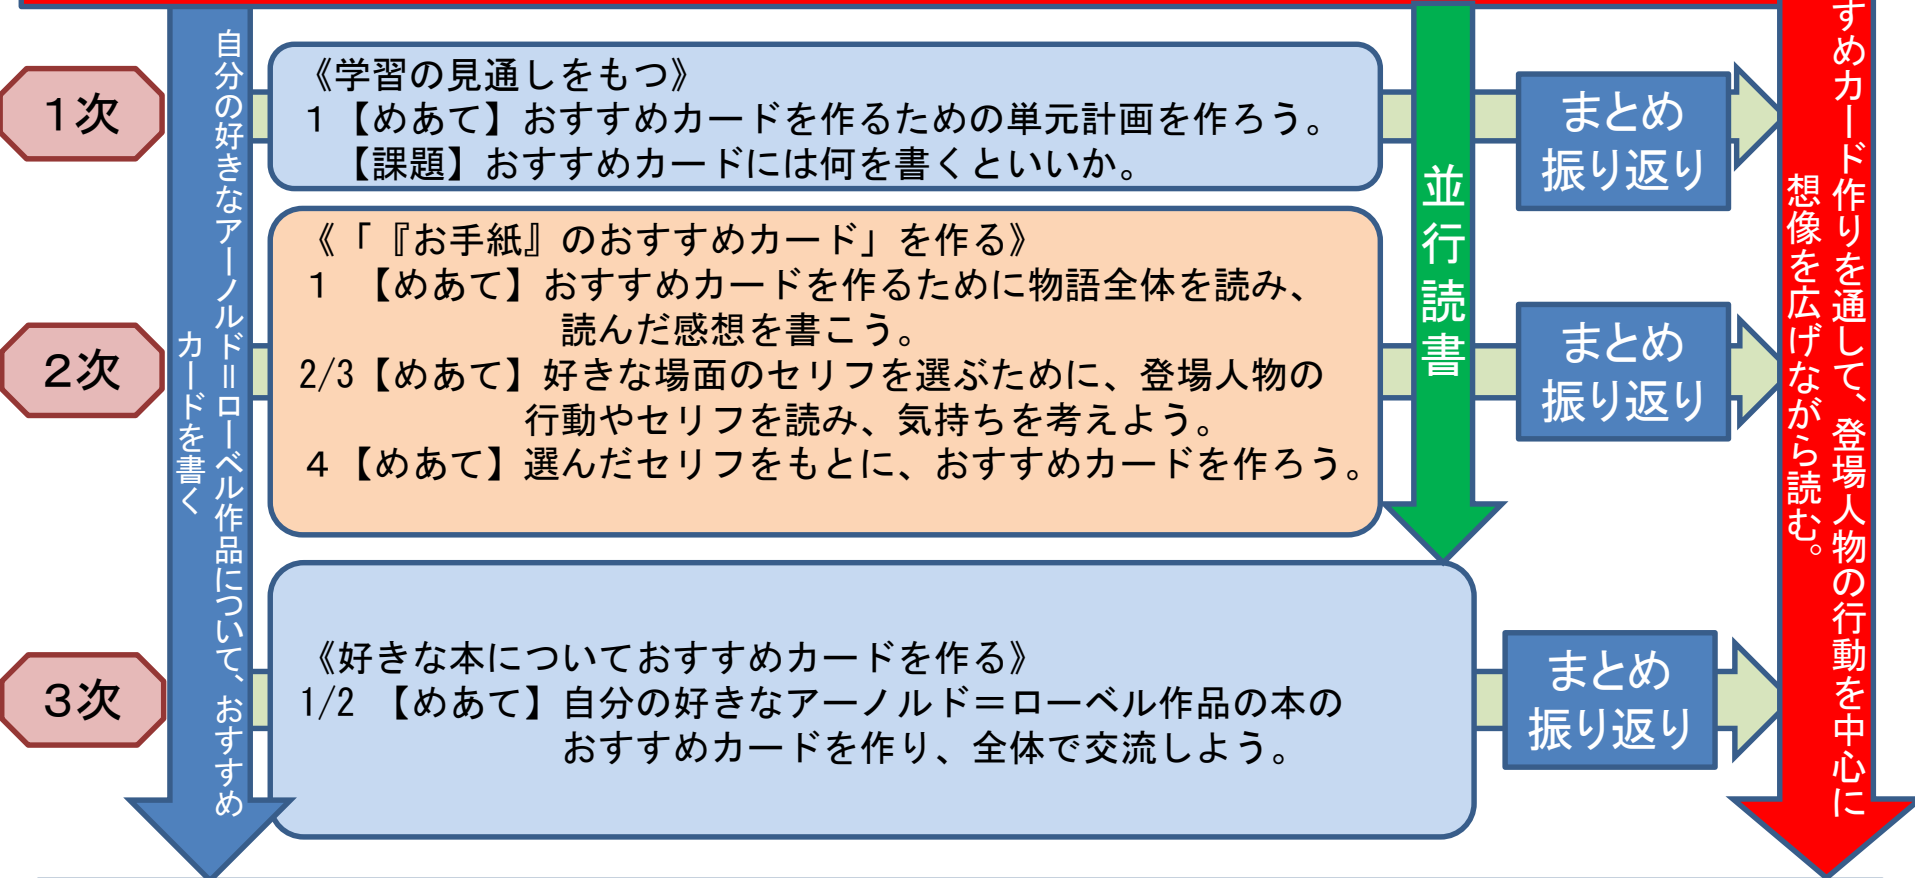 自分の好きなアーノルド＝ローベル作品について、おすすめ
カードを書く
1次
《学習の見通しをもつ》
1 【めあて】おすすめカードを作るための単元計画を作ろう。
【課題】おすすめカードには何を書くといいか。
まとめ
振り返り
2次
《「『お手紙』のおすすめカード」を作る》
1 【めあて】おすすめカードを作るために物語全体を読み、
読んだ感想を書こう。
2/3【めあて】好きな場面のセリフを選ぶために、登場人物の
行動やセリフを読み、気持ちを考えよう。
4 【めあて】選んだセリフをもとに、おすすめカードを作ろう。
まとめ
振り返り
並行読書
3次
《好きな本についておすすめカードを作る》
1/2 【めあて】自分の好きなアーノルド＝ローベル作品の本の
おすすめカードを作り、全体で交流しよう。
まとめ
振り返り
すめカード作りを通して、登場人物の行動を中心に
想像を広げながら読む。